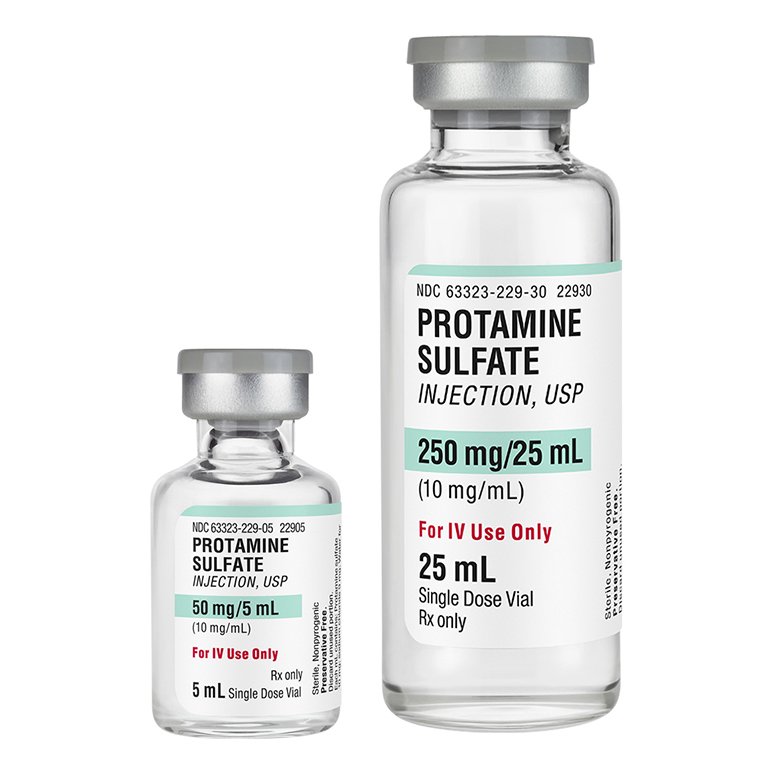 NDC 63323-229-05 22905
PROTAMINE
SULFATE
INJECTION, USP
50 mg/5 mL
(10 mg/mL)
For IV Use Only
Rx only
5 mL Single Dose Vial
Sterile, Nonpyrogenic
Preservative Free.
Discard unused portion.
NDC 63323-229-30 22930
PROTAMINE
SULFATE
INJECTION, USP
250 mg/25 mL
(10 mg/mL)
For IV Use Only
25 mL
Single Dose Vial
Rx only
Sterile, Nonpyrogenic
Preservative Free.